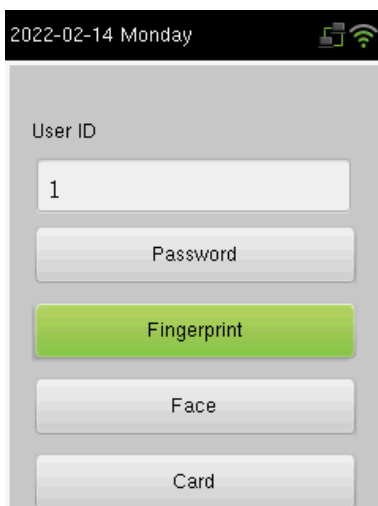 2022-02-14 Monday
User ID
1
Password
Fingerprint
Face
Card